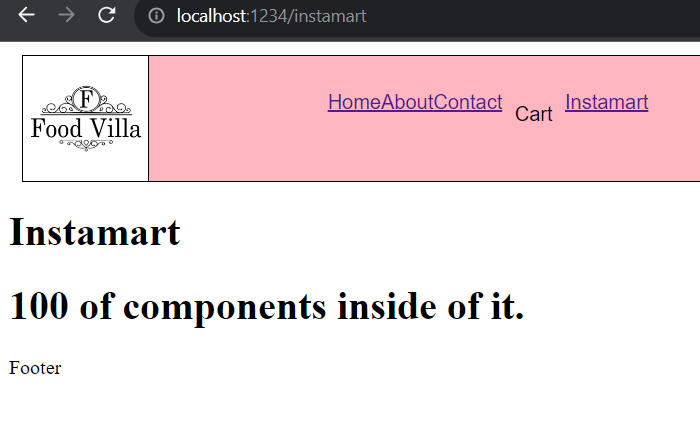 localhost:1234/instamart
F
Food Villa
HomeAboutContact Cart Instamart
Instamart
100 of components inside of it.
Footer